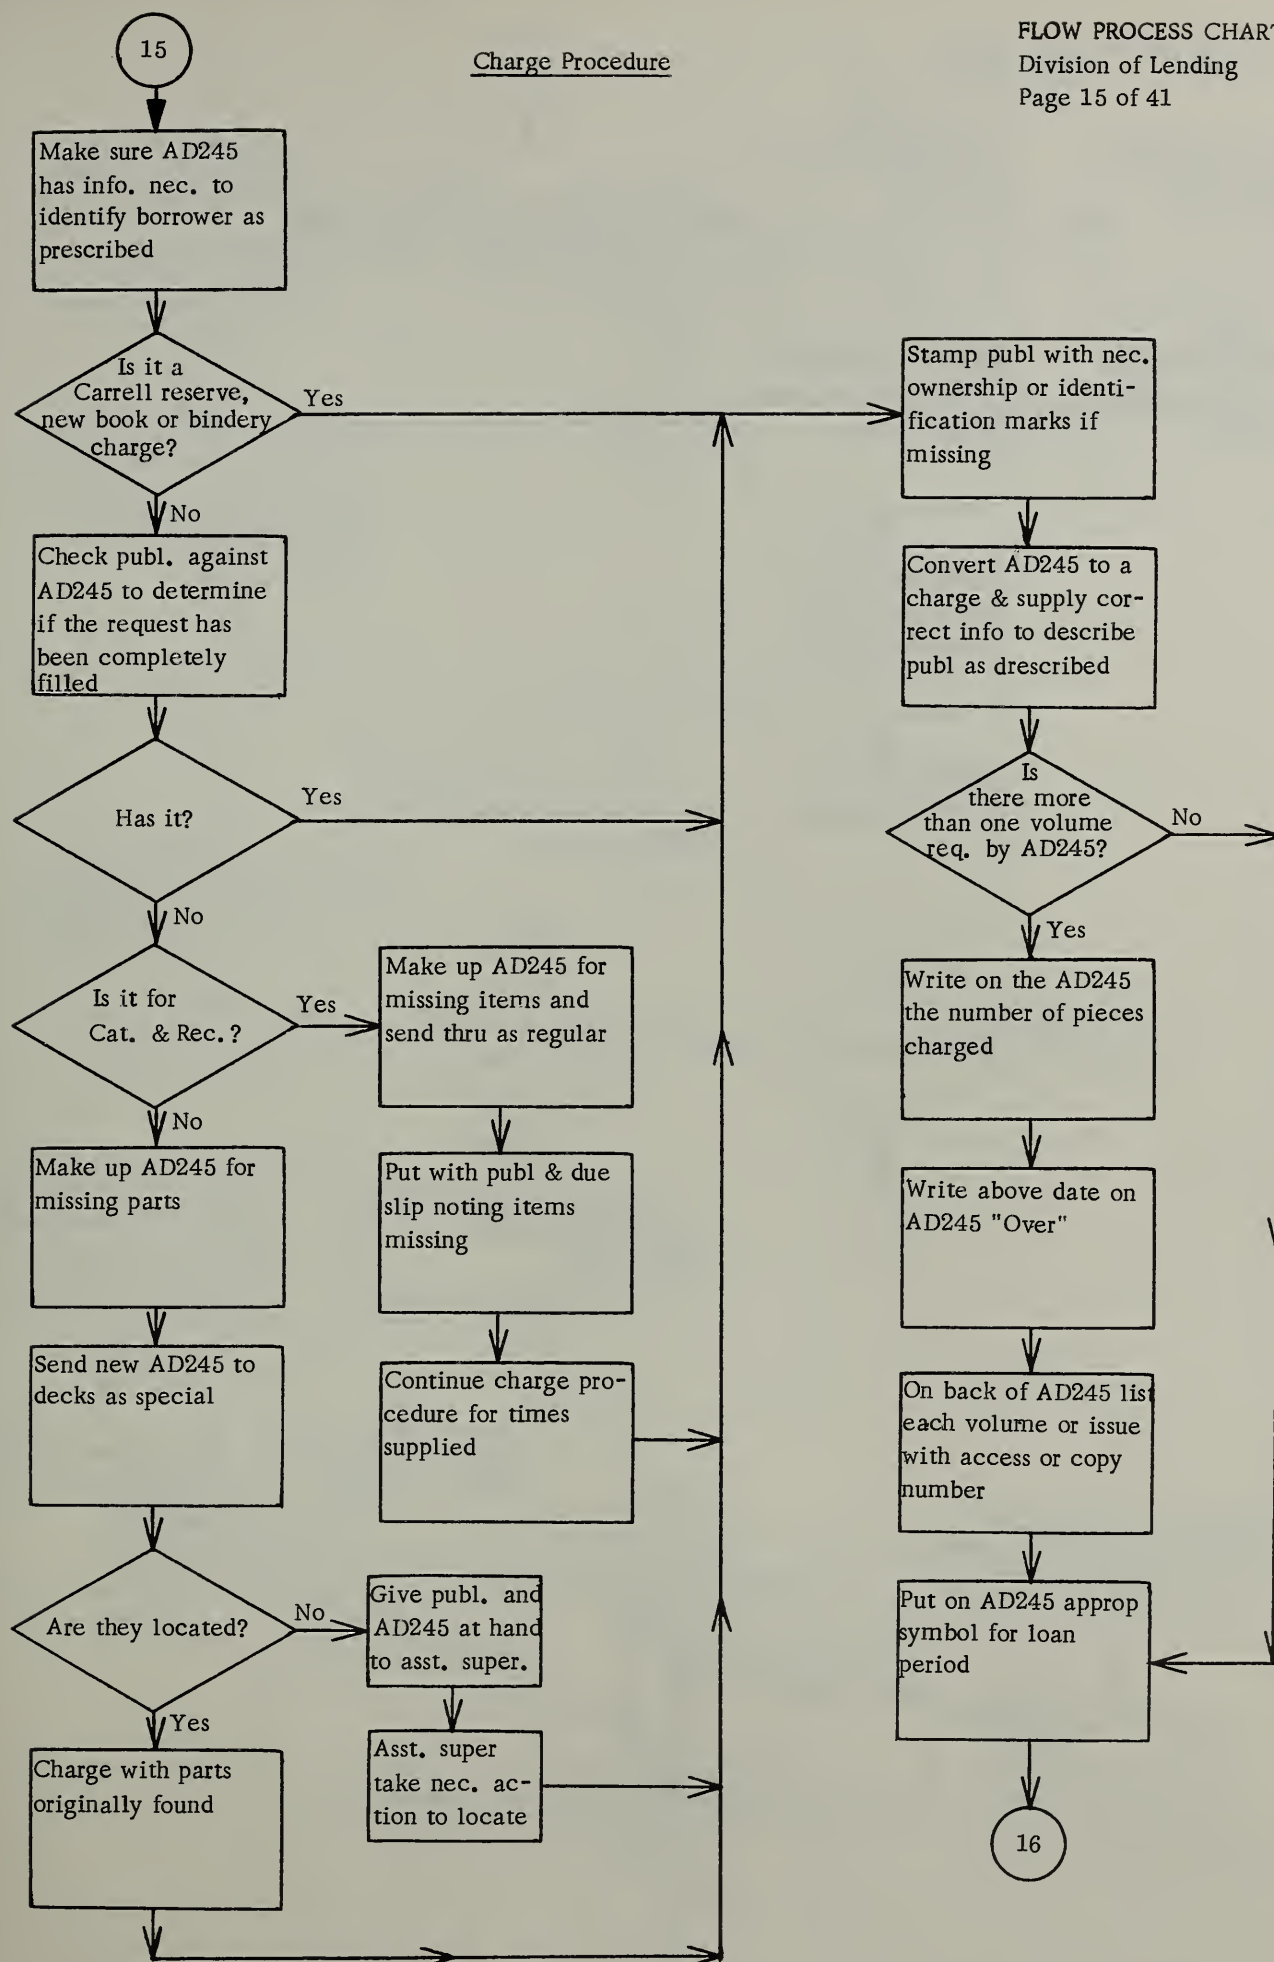 15
Charge Procedure
FLOW PROCESS CHART
Division of Lending
Page 15 of 41
Make sure AD245
has info. nec. to
identify borrower as
prescribed
Is it a
Carrell reserve,
new book or bindery
charge?
Yes
No
Check publ. against
AD245 to determine
if the request has
been completely
filled
Has it?
Yes
No
Is it for
Cat. & Rec.?
Yes
No
Make up AD245 for
missing items and
send thru as regular
Put with publ & due
slip noting items
missing
Continue charge pro-
cedure for times
supplied
Make up AD245 for
missing parts
Send new AD245 to
decks as special
Are they located?
No
Yes
Give publ. and
AD245 at hand
to asst. super.
Asst. super
take nec. ac-
tion to locate
Charge with parts
originally found
Stamp publ with nec.
ownership or identi-
fication marks if
missing
Convert AD245 to a
charge & supply cor-
rect info to describe
publ as drescribed
Is
there more
than one volume
req. by AD245?
No
Yes
Write on the AD245
the number of pieces
charged
Write above date on
AD245 "Over"
On back of AD245 list
each volume or issue
with access or copy
number
Put on AD245 approp
symbol for loan
period
16